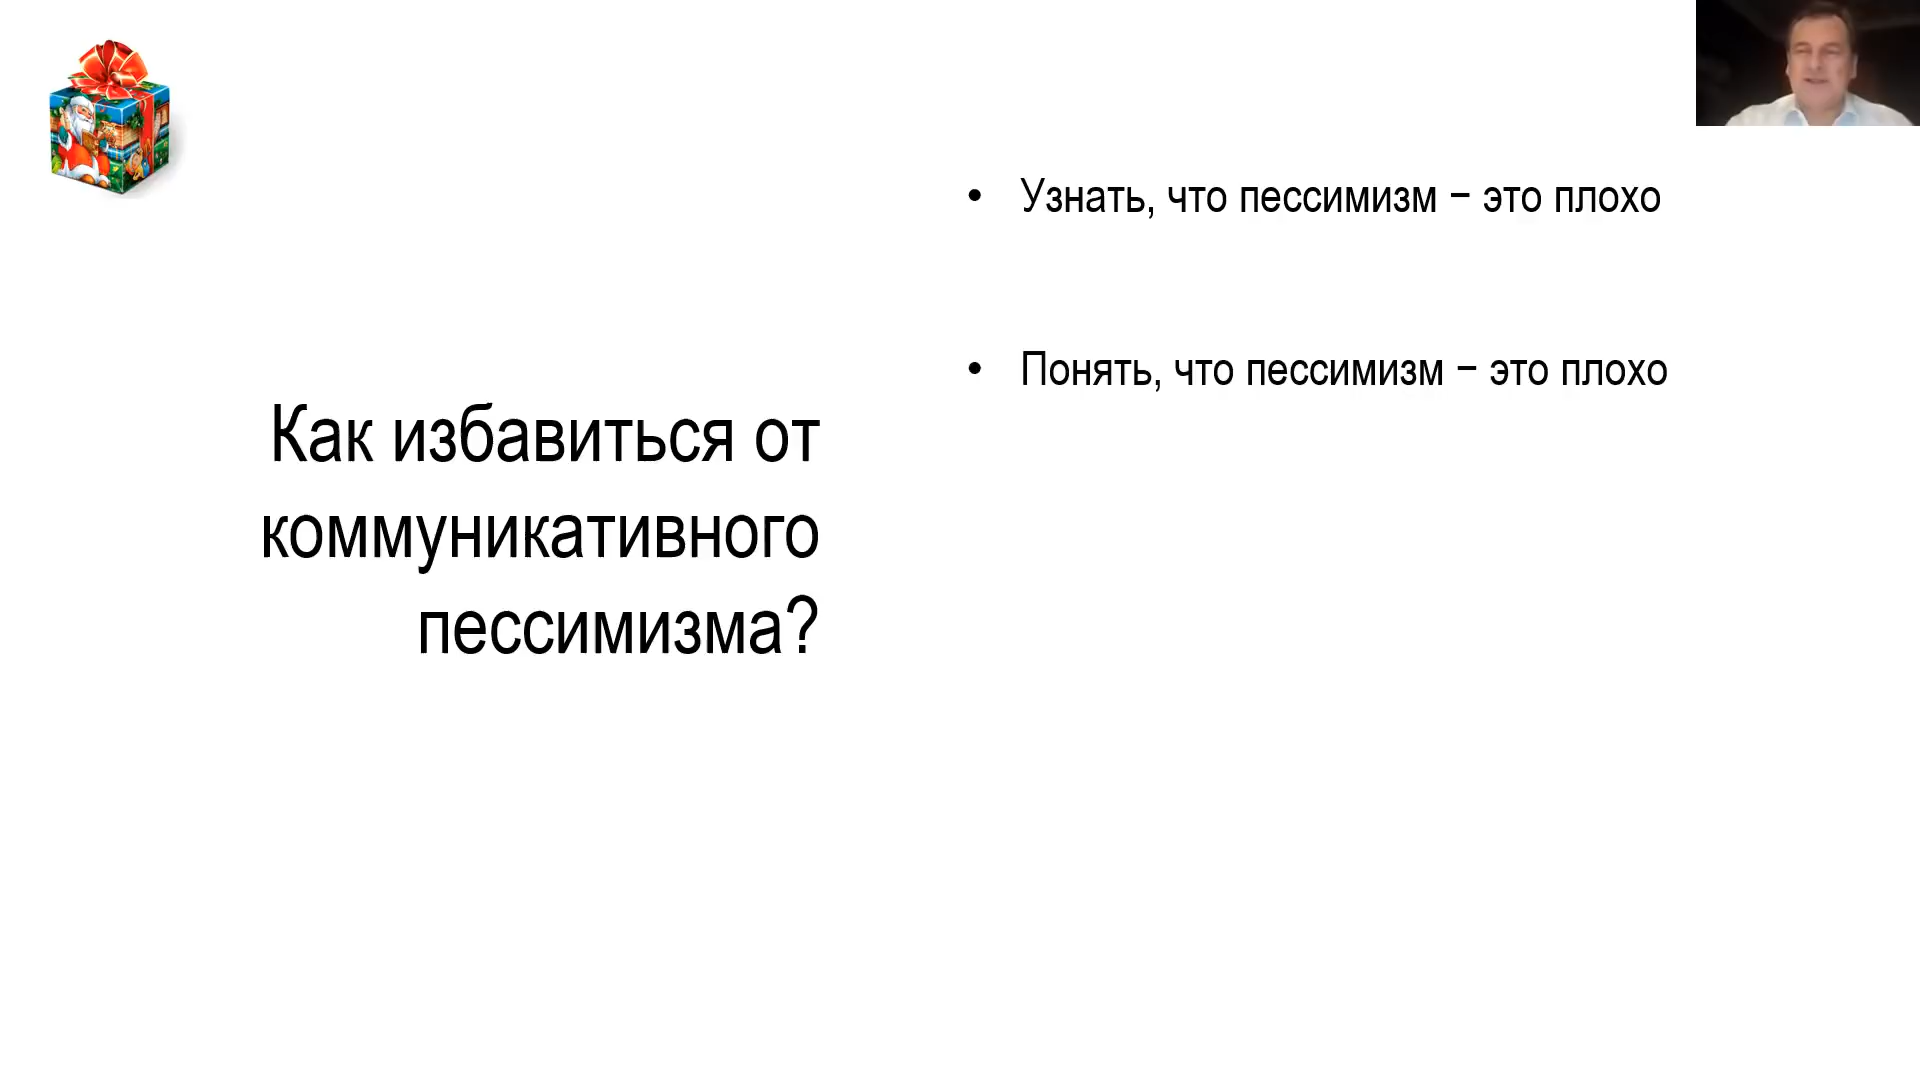 Как избавиться от
коммуникативного
пессимизма?
• Узнать, что пессимизм – это плохо
• Понять, что пессимизм – это плохо